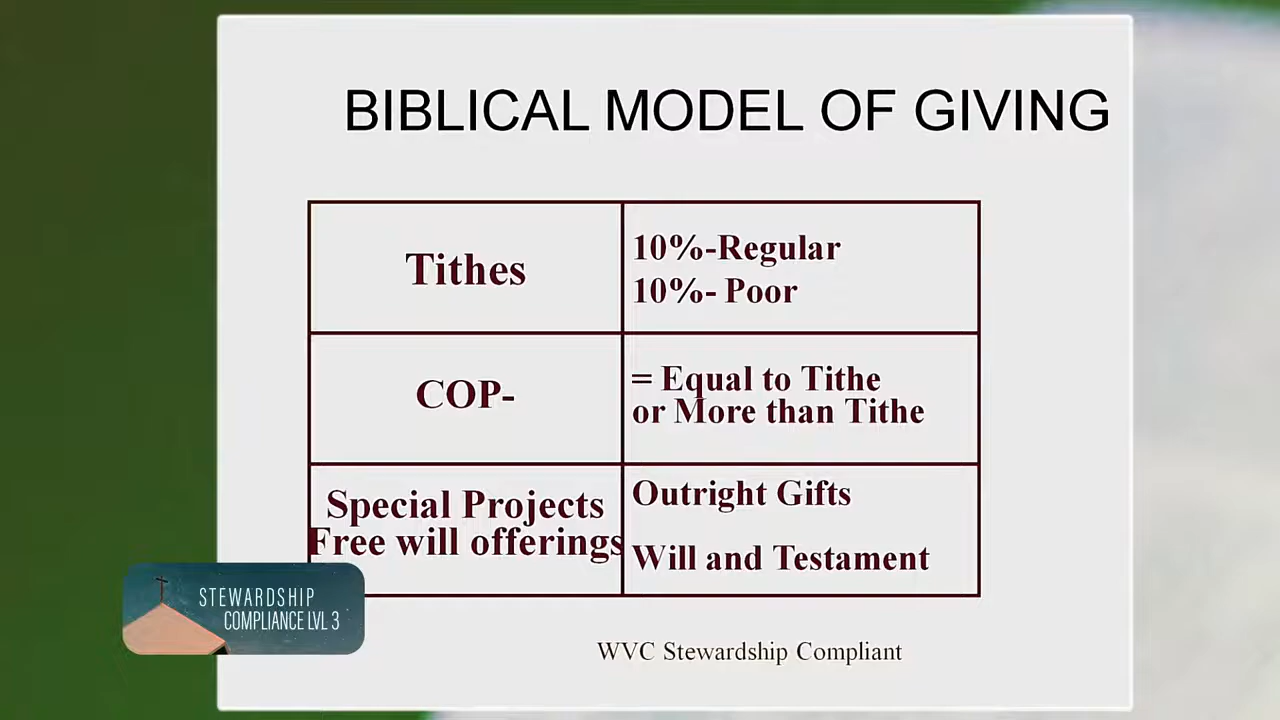 BIBLICAL MODEL OF GIVING
Tithes
10%-Regular
10%- Poor
COP-
= Equal to Tithe
or More than Tithe
Special Projects
Free will offerings
Outright Gifts
Will and Testament
STEWARDSHIP
COMPLIANCE LVL 3
WVC Stewardship Compliant